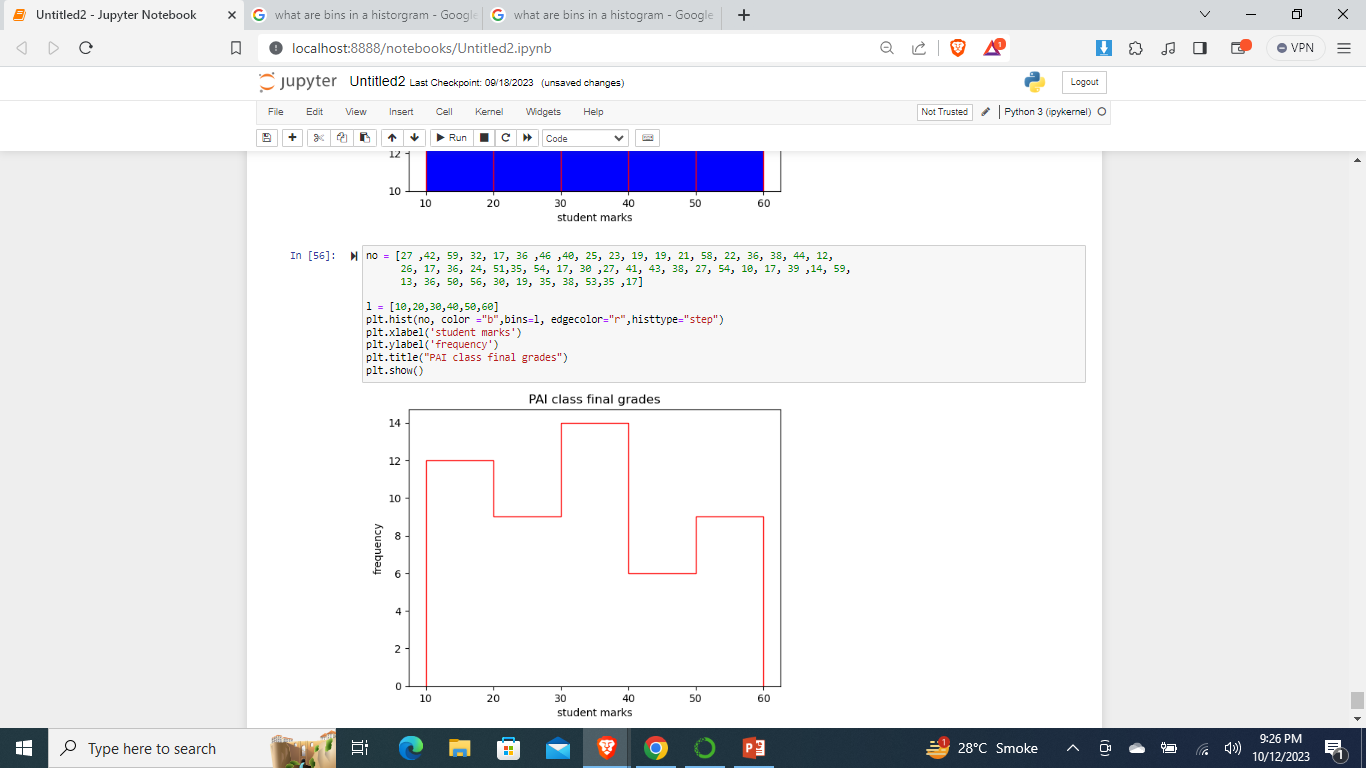 Untitled2 - Jupyter Notebook
what are bins in a historgram - Google
what are bins in a histogram - Google
localhost:8888/notebooks/Untitled2.ipynb
1
VPN
jupyter Untitled2 Last Checkpoint: 09/18/2023 (unsaved changes)
Logout
File Edit View Insert Cell Kernel Widgets Help
Not Trusted
Python 3 (ipykernel)
Run
Code
12
10
10 20 30 40 50 60
student marks
In [56]:
no = [27 ,42, 59, 32, 17, 36 ,46 ,40, 25, 23, 19, 19, 21, 58, 22, 36, 38, 44, 12,
26, 17, 36, 24, 51,35, 54, 17, 30 ,27, 41, 43, 38, 27, 54, 10, 17, 39 ,14, 59,
13, 36, 50, 56, 30, 19, 35, 38, 53,35 ,17]
l = [10,20,30,40,50,60]
plt.hist(no, color ="b",bins=l, edgecolor="r",histtype="step")
plt.xlabel('student marks')
plt.ylabel('frequency')
plt.title("PAI class final grades")
plt.show()
PAI class final grades
14
12
10
8
6
4
2
0
frequency
10 20 30 40 50 60
student marks
Type here to search
1
28°C Smoke
9:26 PM
10/12/2023
1